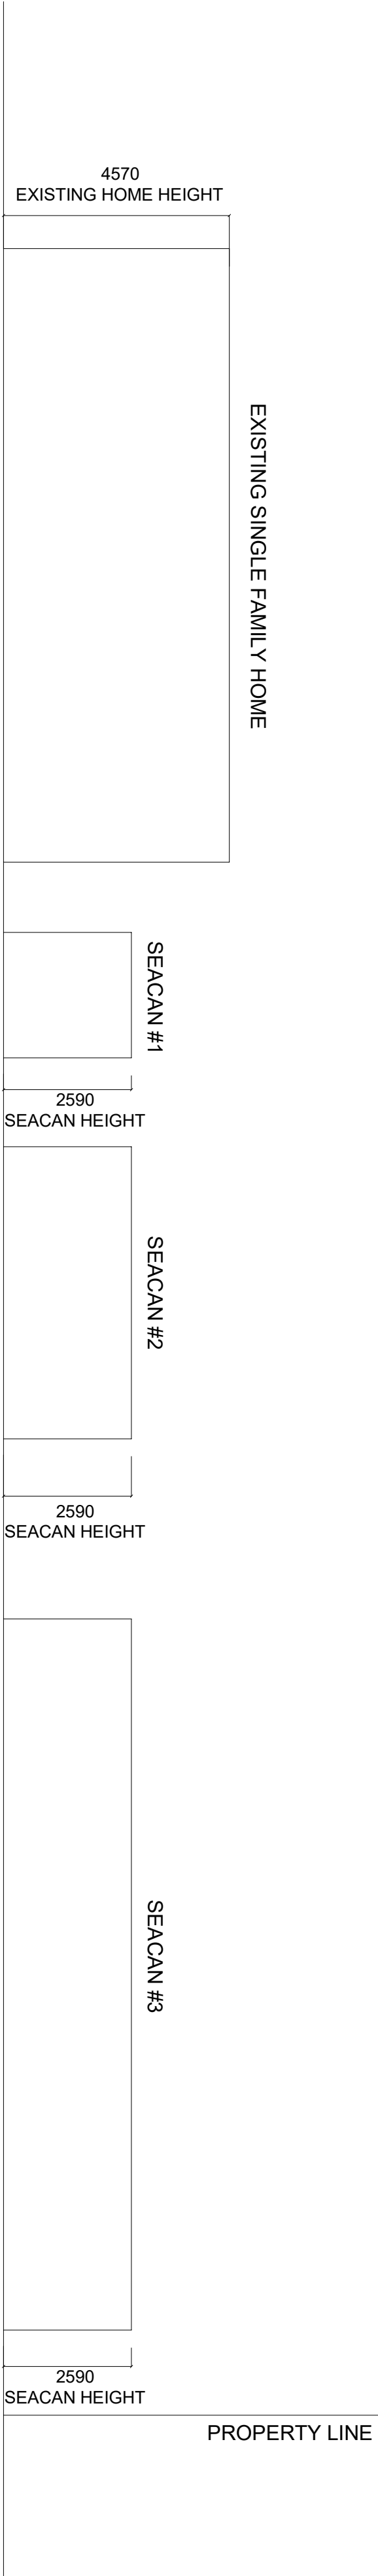 4570
EXISTING HOME HEIGHT
EXISTING SINGLE FAMILY HOME
SEACAN #1
2590
SEACAN HEIGHT
SEACAN #2
2590
SEACAN HEIGHT
SEACAN #3
2590
SEACAN HEIGHT
PROPERTY LINE